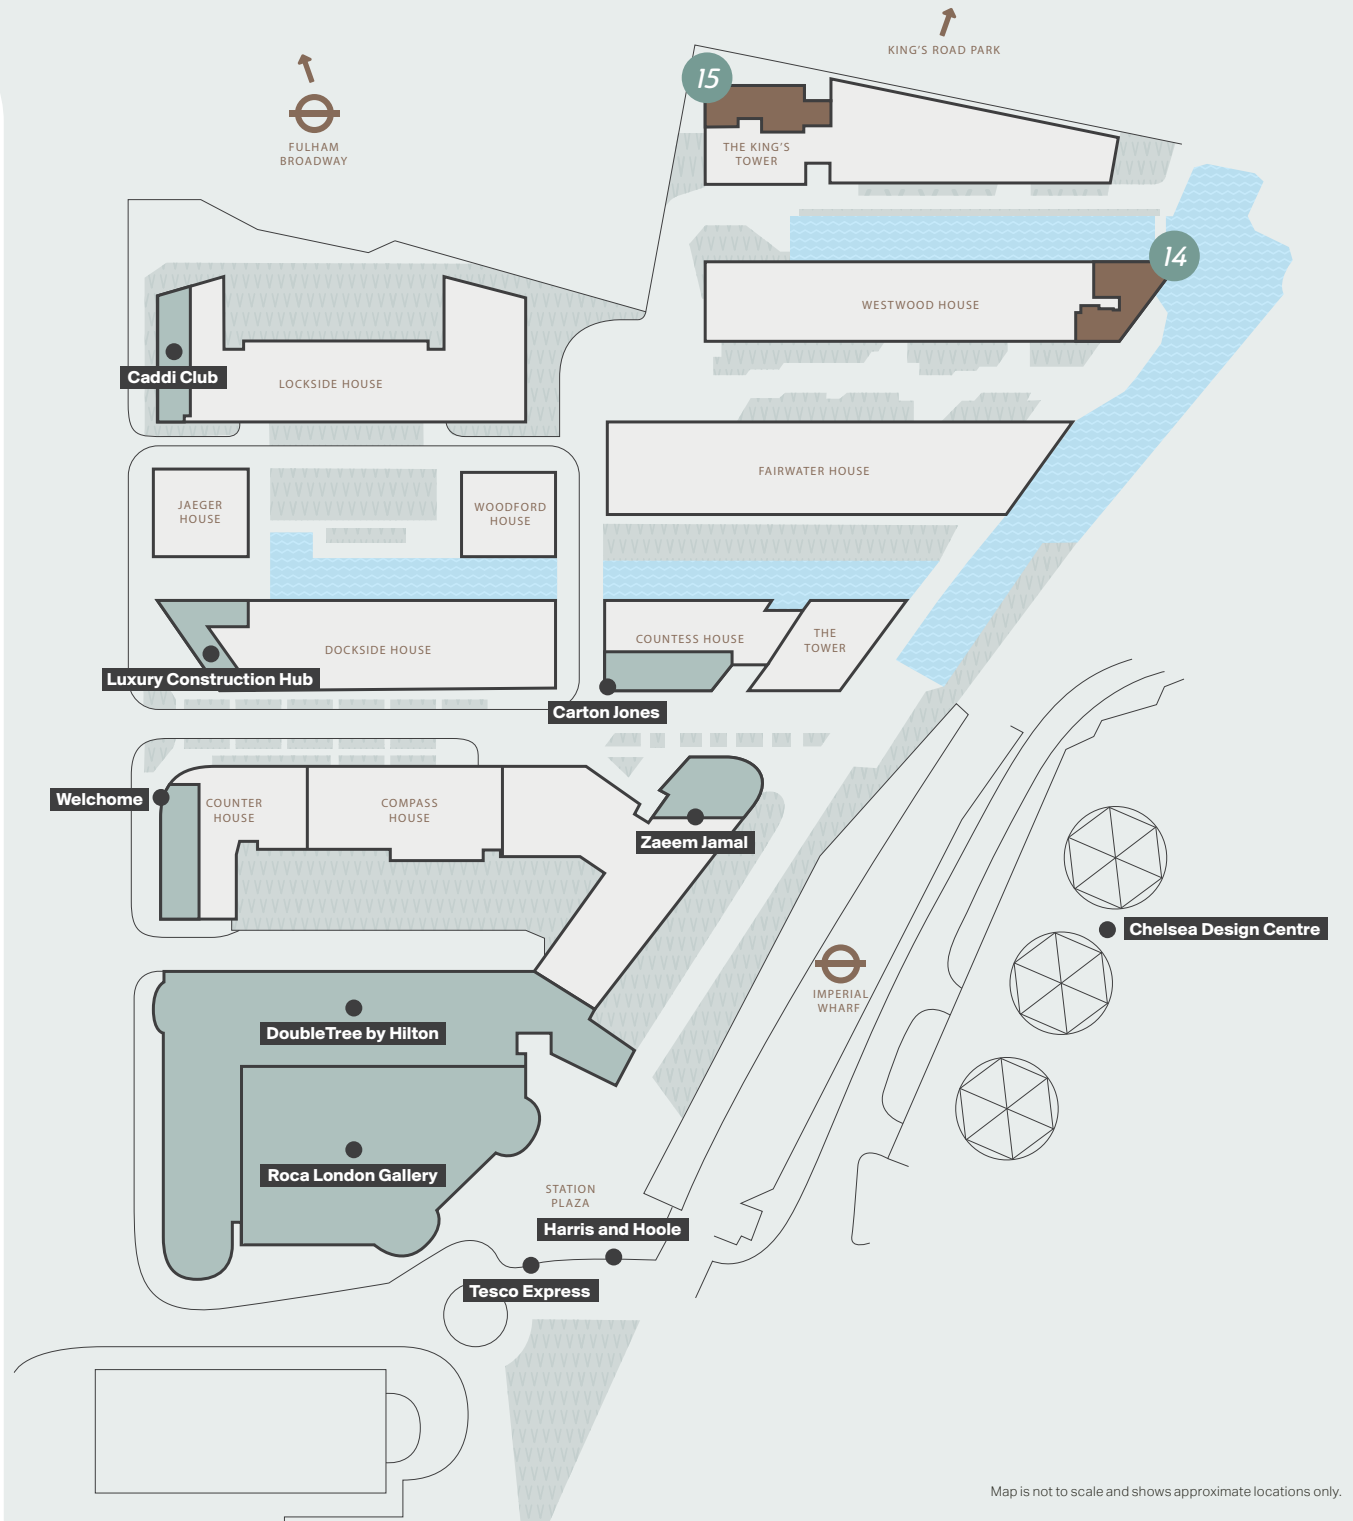 KING'S ROAD PARK
15
FULHAM
BROADWAY
THE KING'S
TOWER
14
WESTWOOD HOUSE
Caddi Club
LOCKSIDE HOUSE
FAIRWATER HOUSE
JAEGER
HOUSE
WOODFORD
HOUSE
COUNTESS HOUSE
THE
TOWER
DOCKSIDE HOUSE
Luxury Construction Hub
Carton Jones
Welchome
COUNTER
HOUSE
COMPASS
HOUSE
Zaeem Jamal
Chelsea Design Centre
IMPERIAL
WHARF
DoubleTree by Hilton
Roca London Gallery
STATION
PLAZA
Harris and Hoole
Tesco Express
Map is not to scale and shows approximate locations only.